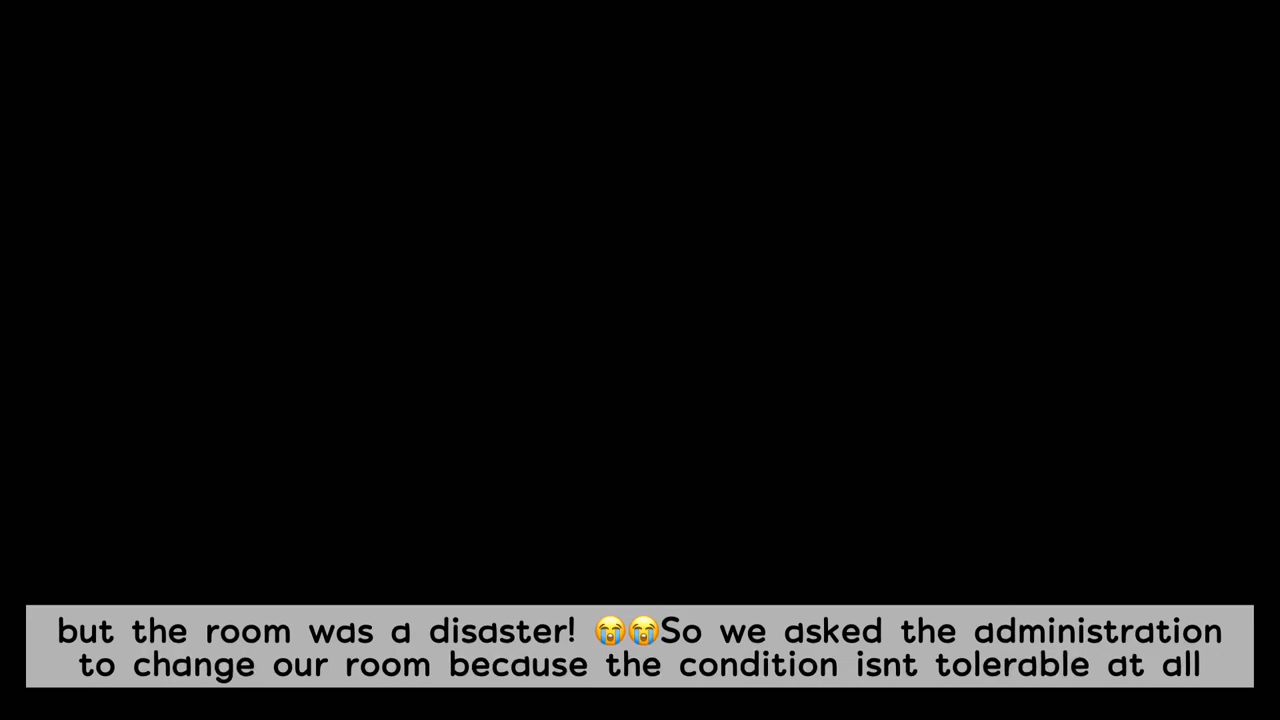 but the room was a disaster! 😭😭So we asked the administration
to change our room because the condition isnt tolerable at all